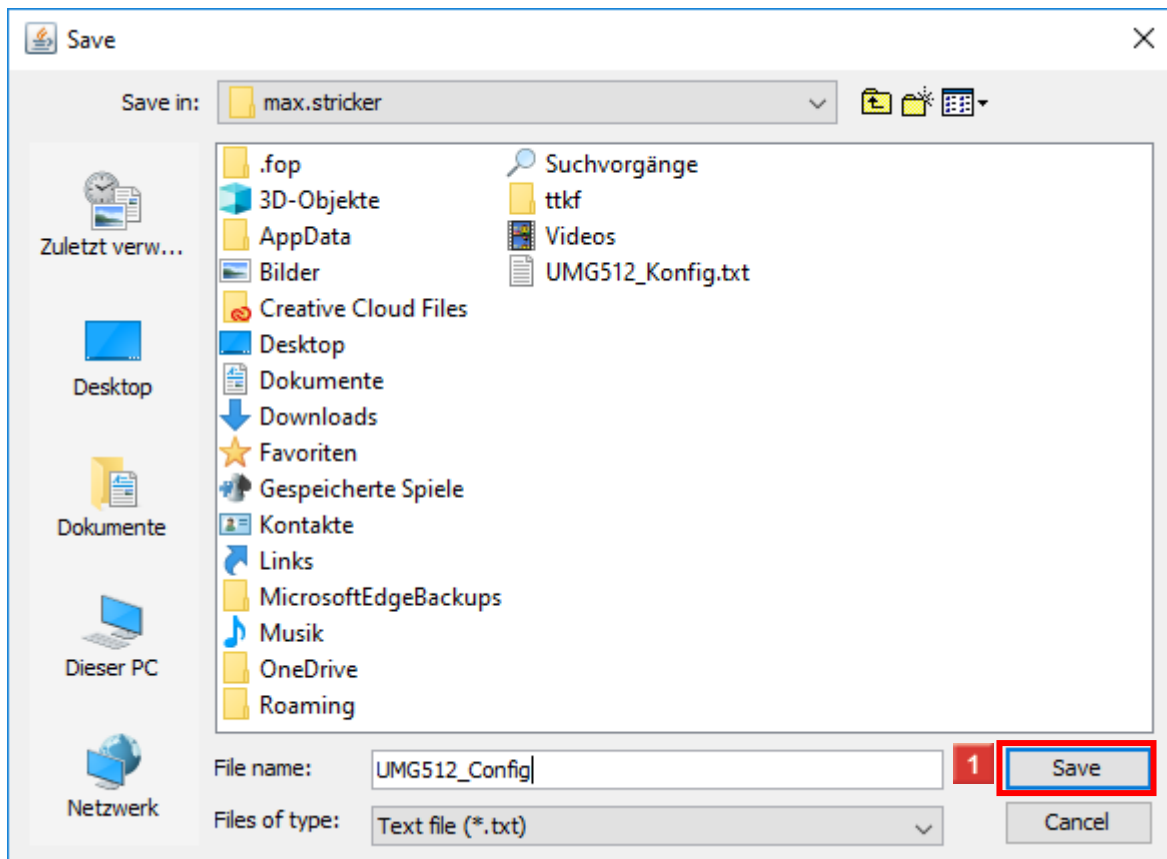 Save
Save in:
max.stricker
Zuletzt verw...
Desktop
Dokumente
Dieser PC
Netzwerk
.fop
3D-Objekte
AppData
Bilder
Creative Cloud Files
Desktop
Dokumente
Downloads
Favoriten
Gespeicherte Spiele
Kontakte
Links
MicrosoftEdgeBackups
Musik
OneDrive
Roaming
Suchvorgänge
ttkf
Videos
UMG512_Konfig.txt
File name:
UMG512_Config
1
Save
Files of type:
Text file (*.txt)
Cancel